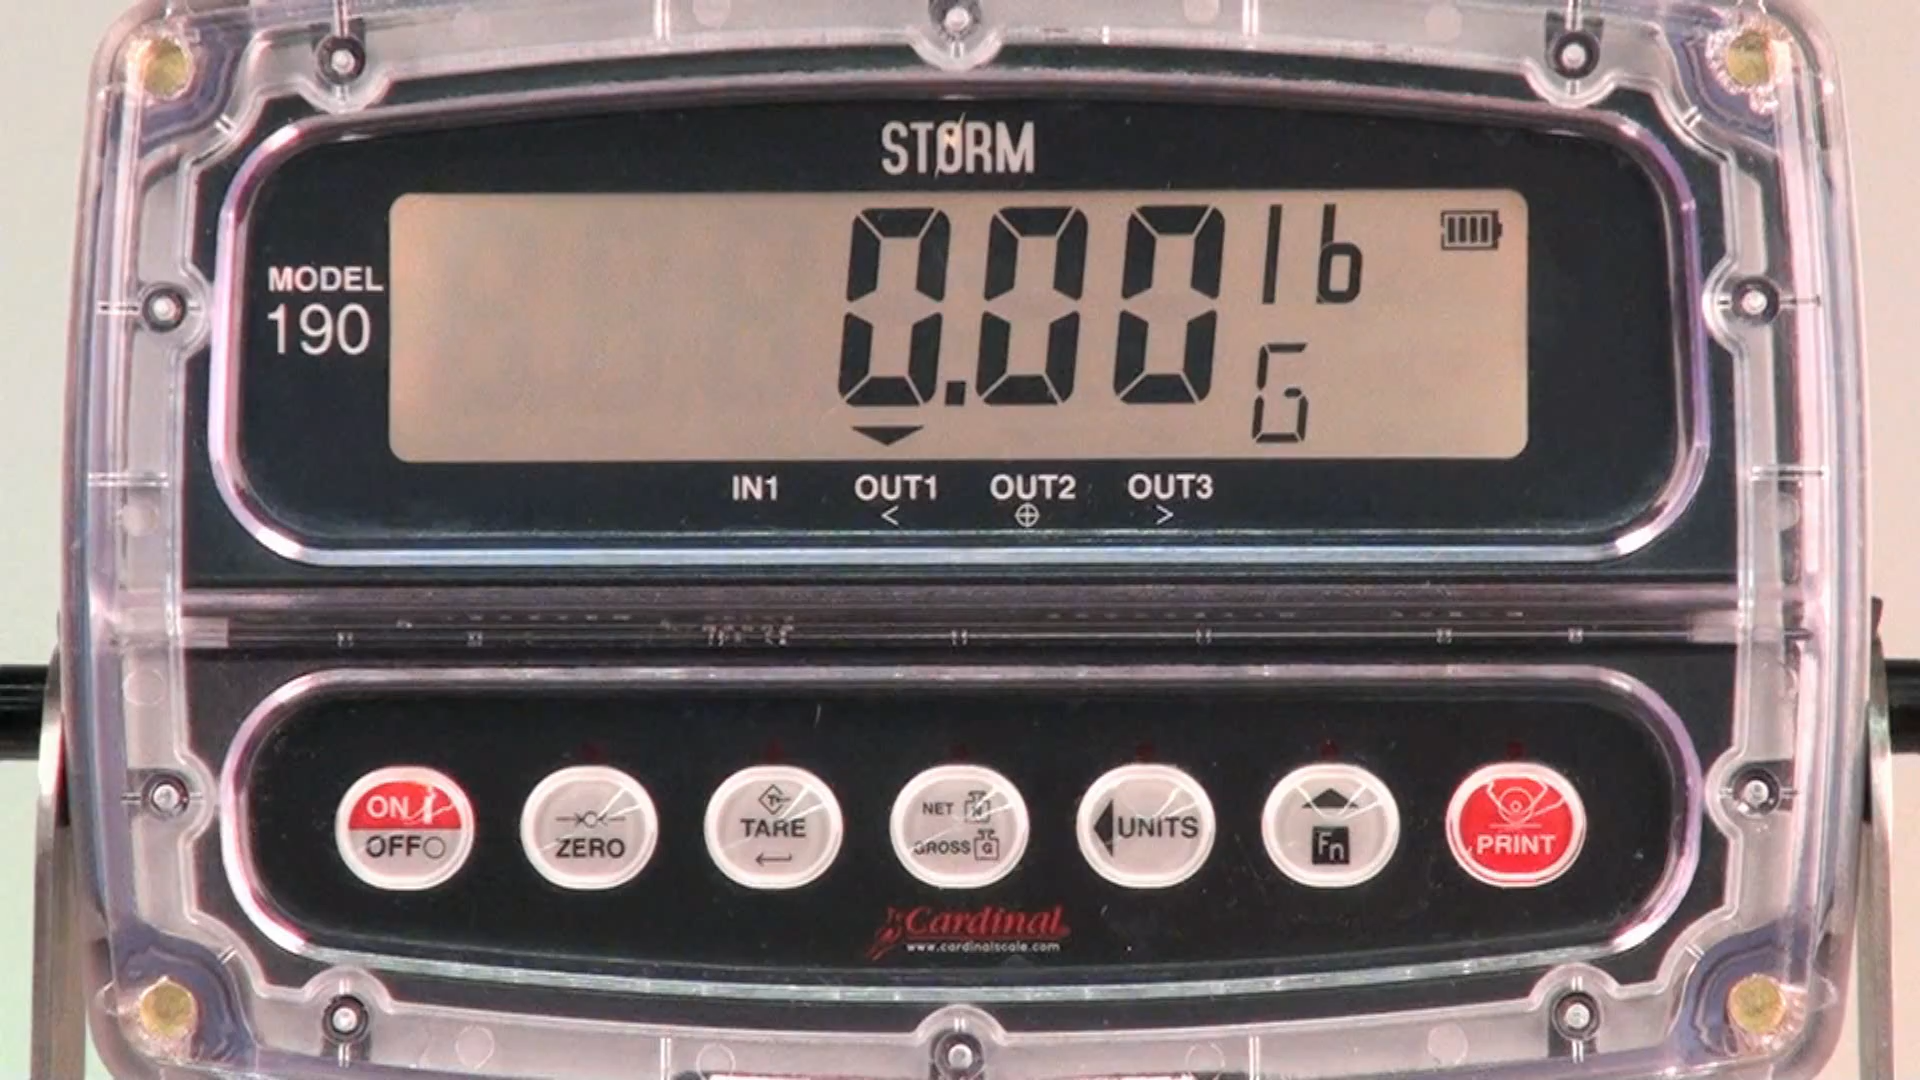 STORM
MODEL
190
0.00 lb
G
IN1 OUT1 OUT2 OUT3
< ⊕ >
ON I
OFF O
ZERO
TARE
NET N
GROSS G
UNITS
Fn
PRINT
Cardinal
www.cardinalscale.com